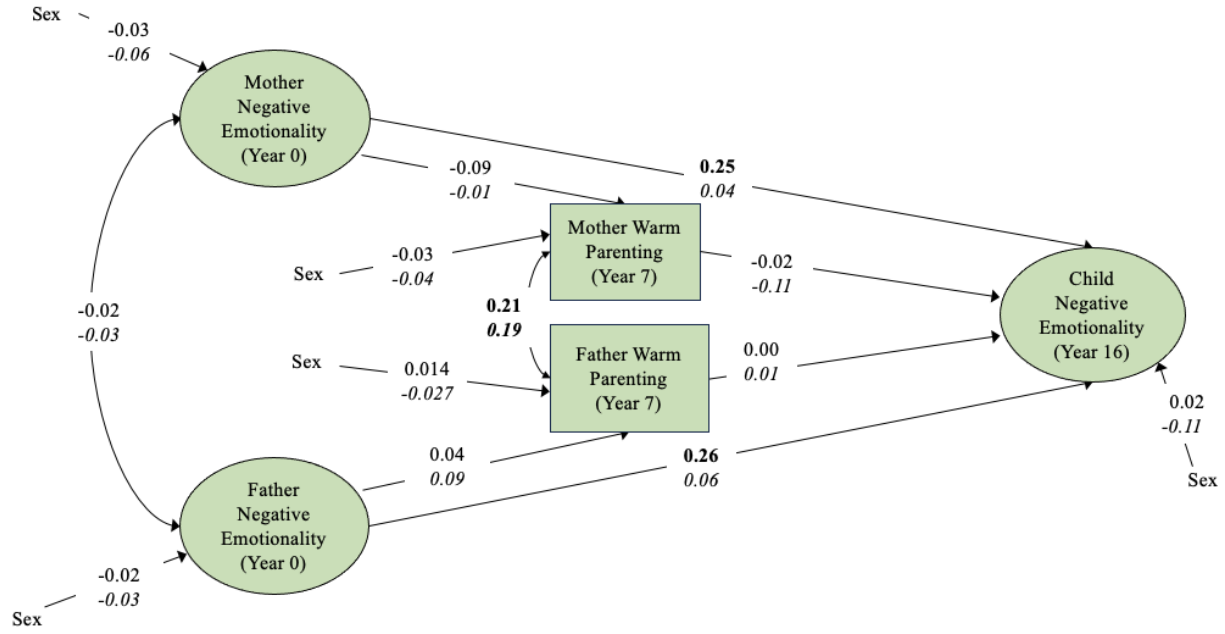 Sex
-0.03
-0.06
Mother
Negative
Emotionality
(Year 0)
-0.09
-0.01
0.25
0.04
Mother Warm
Parenting
(Year 7)
Sex
-0.03
-0.04
-0.02
-0.11
Child
Negative
Emotionality
(Year 16)
-0.02
-0.03
0.21
0.19
Sex
0.014
-0.027
Father Warm
Parenting
(Year 7)
0.00
0.01
0.02
-0.11
Sex
0.04
0.09
0.26
0.06
Father
Negative
Emotionality
(Year 0)
-0.02
-0.03
Sex